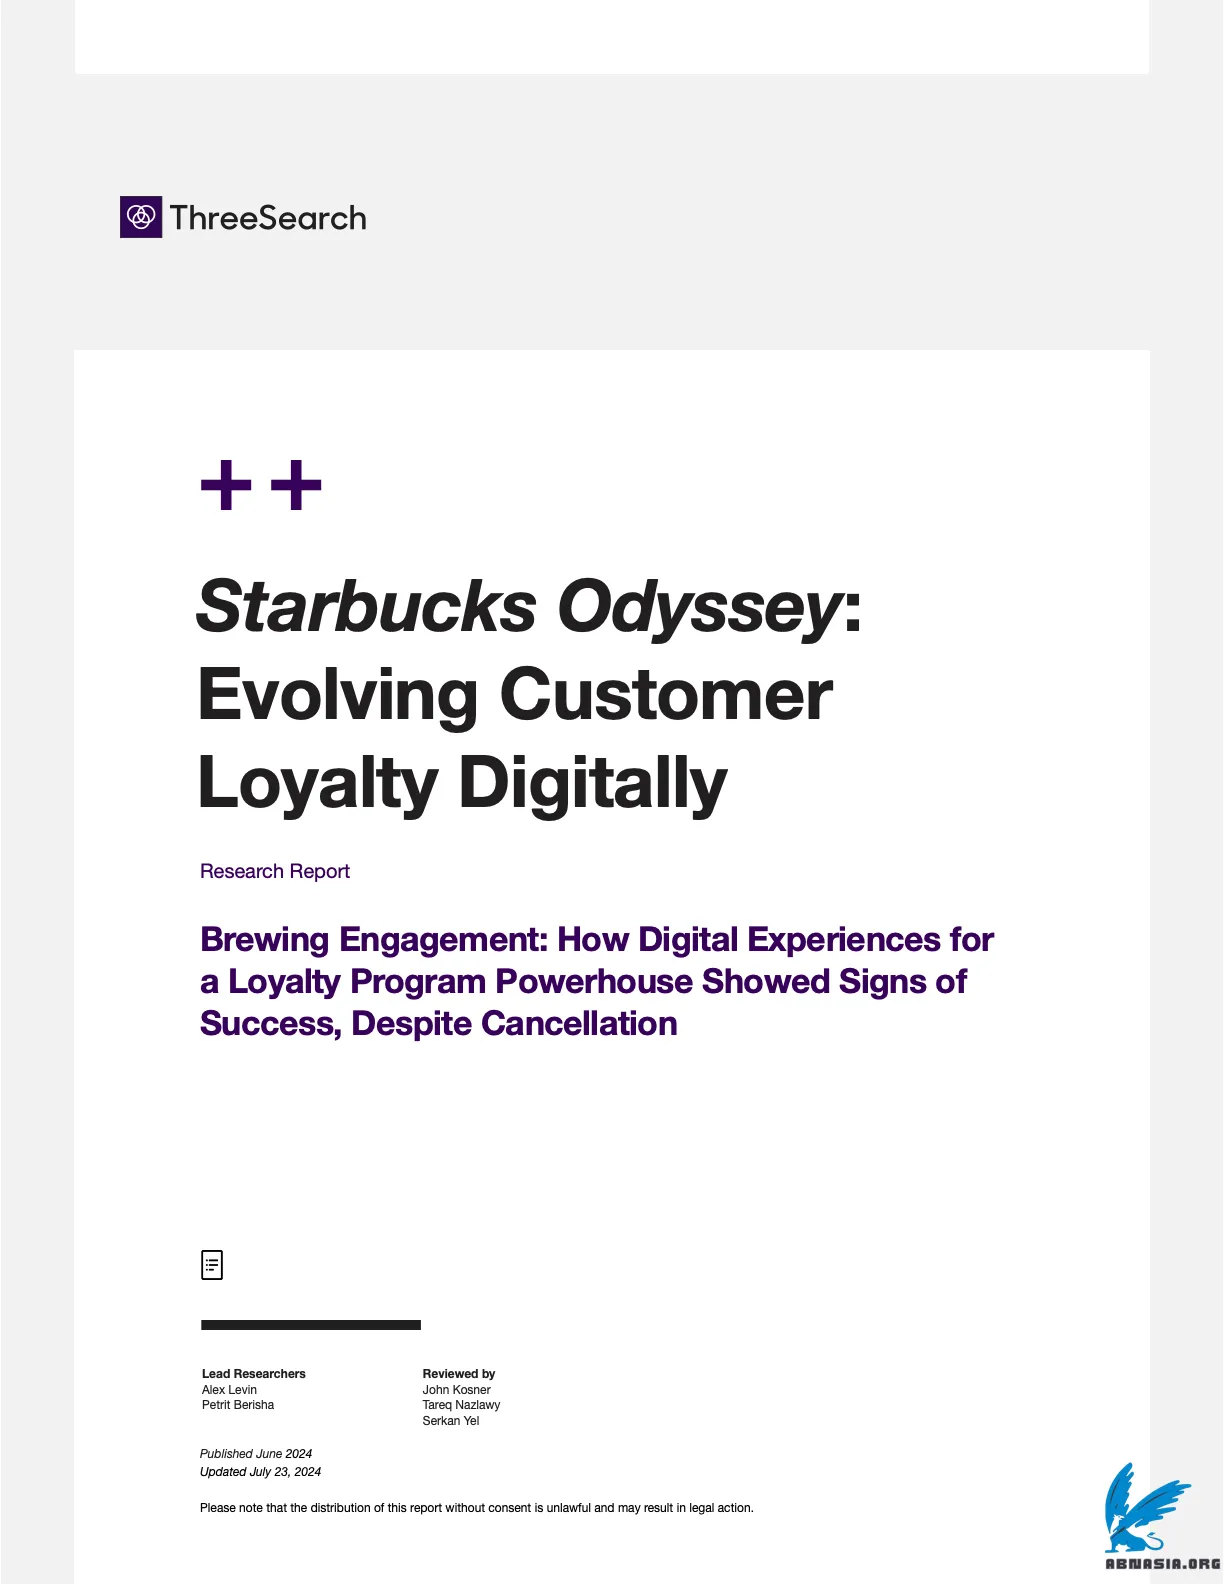 ThreeSearch
++
Starbucks Odyssey:
Evolving Customer
Loyalty Digitally
Research Report
Brewing Engagement: How Digital Experiences for
a Loyalty Program Powerhouse Showed Signs of
Success, Despite Cancellation
Lead Researchers
Alex Levin
Petrit Berisha
Reviewed by
John Kosner
Tareq Nazlawy
Serkan Yel
Published June 2024
Updated July 23, 2024
Please note that the distribution of this report without consent is unlawful and may result in legal action.
ABNASIA.ORG